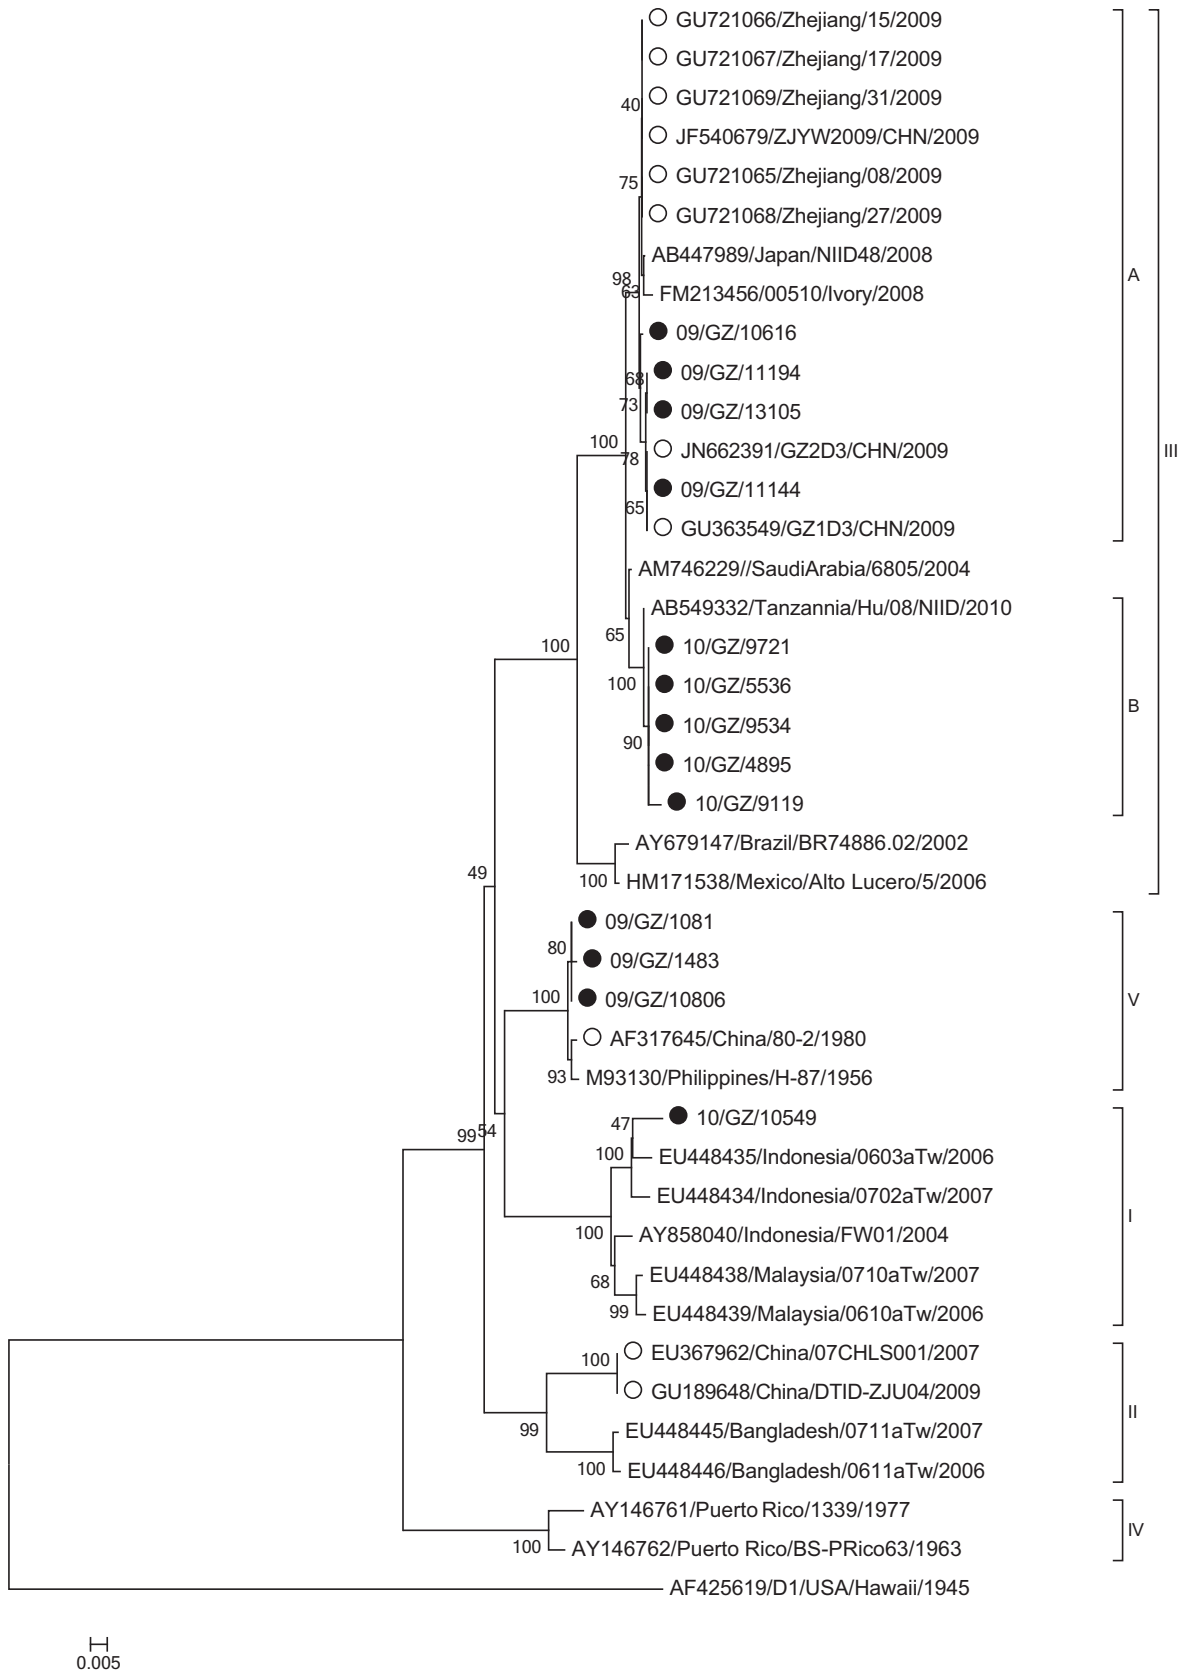 GU721066/Zhejiang/15/2009
GU721067/Zhejiang/17/2009
GU721069/Zhejiang/31/2009
40
JF540679/ZJYW2009/CHN/2009
GU721065/Zhejiang/08/2009
75
GU721068/Zhejiang/27/2009
AB447989/Japan/NIID48/2008
98
A
63
FM213456/00510/Ivory/2008
09/GZ/10616
09/GZ/11194
68
73
09/GZ/13105
100
JN662391/GZ2D3/CHN/2009
III
78
09/GZ/11144
65
GU363549/GZ1D3/CHN/2009
AM746229//SaudiArabia/6805/2004
AB549332/Tanzannia/Hu/08/NIID/2010
65
100
10/GZ/9721
100
10/GZ/5536
B
10/GZ/9534
90
10/GZ/4895
10/GZ/9119
AY679147/Brazil/BR74886.02/2002
49
100
HM171538/Mexico/Alto Lucero/5/2006
09/GZ/1081
80
09/GZ/1483
100
09/GZ/10806
V
AF317645/China/80-2/1980
93
M93130/Philippines/H-87/1956
10/GZ/10549
47
99
54
100
EU448435/Indonesia/0603aTw/2006
EU448434/Indonesia/0702aTw/2007
I
100
AY858040/Indonesia/FW01/2004
68
EU448438/Malaysia/0710aTw/2007
99
EU448439/Malaysia/0610aTw/2006
100
EU367962/China/07CHLS001/2007
GU189648/China/DTID-ZJU04/2009
II
99
EU448445/Bangladesh/0711aTw/2007
100
EU448446/Bangladesh/0611aTw/2006
AY146761/Puerto Rico/1339/1977
IV
100
AY146762/Puerto Rico/BS-PRico63/1963
AF425619/D1/USA/Hawaii/1945
0.005